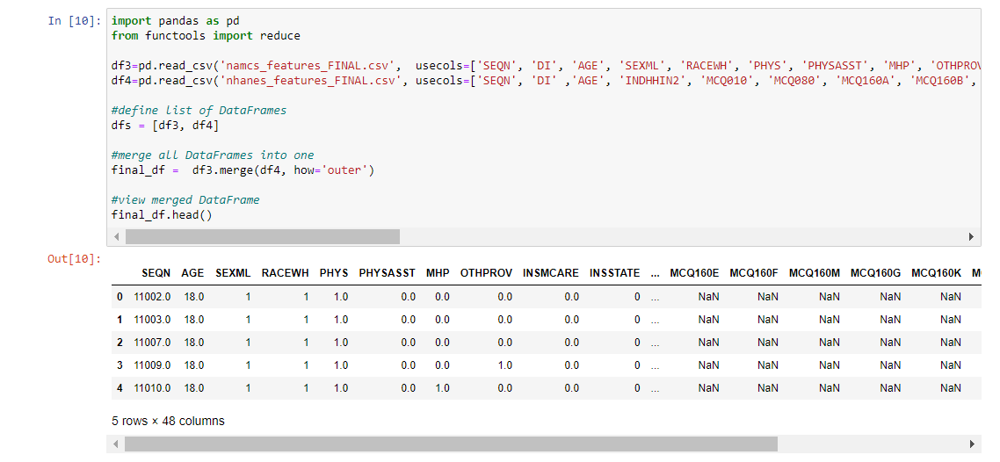 In [10]:
import pandas as pd
from functools import reduce
df3=pd.read_csv('namcs_features_FINAL.csv',  usecols=['SEQN', 'DI', 'AGE', 'SEXML', 'RACEWH', 'PHYS', 'PHYSASST', 'MHP', 'OTHPROV
df4=pd.read_csv('nhanes_features_FINAL.csv', usecols=['SEQN', 'DI' ,'AGE', 'INDHHIN2', 'MCQ010', 'MCQ080', 'MCQ160A', 'MCQ160B',
#define list of DataFrames
dfs = [df3, df4]
#merge all DataFrames into one
final_df =  df3.merge(df4, how='outer')
#view merged DataFrame
final_df.head()
Out[10]:
SEQN AGE SEXML RACEWH PHYS PHYSASST MHP OTHPROV INSMCARE INSSTATE ... MCQ160E MCQ160F MCQ160M MCQ160G MCQ160K M
0 11002.0 18.0 1 1 1.0 0.0 0.0 0.0 0.0 0 ... NaN NaN NaN NaN NaN
1 11003.0 18.0 1 1 1.0 0.0 0.0 0.0 0.0 0 ... NaN NaN NaN NaN NaN
2 11007.0 18.0 1 1 1.0 0.0 0.0 0.0 0.0 0 ... NaN NaN NaN NaN NaN
3 11009.0 18.0 1 1 1.0 0.0 0.0 1.0 0.0 0 ... NaN NaN NaN NaN NaN
4 11010.0 18.0 1 1 1.0 0.0 1.0 0.0 0.0 0 ... NaN NaN NaN NaN NaN
5 rows × 48 columns